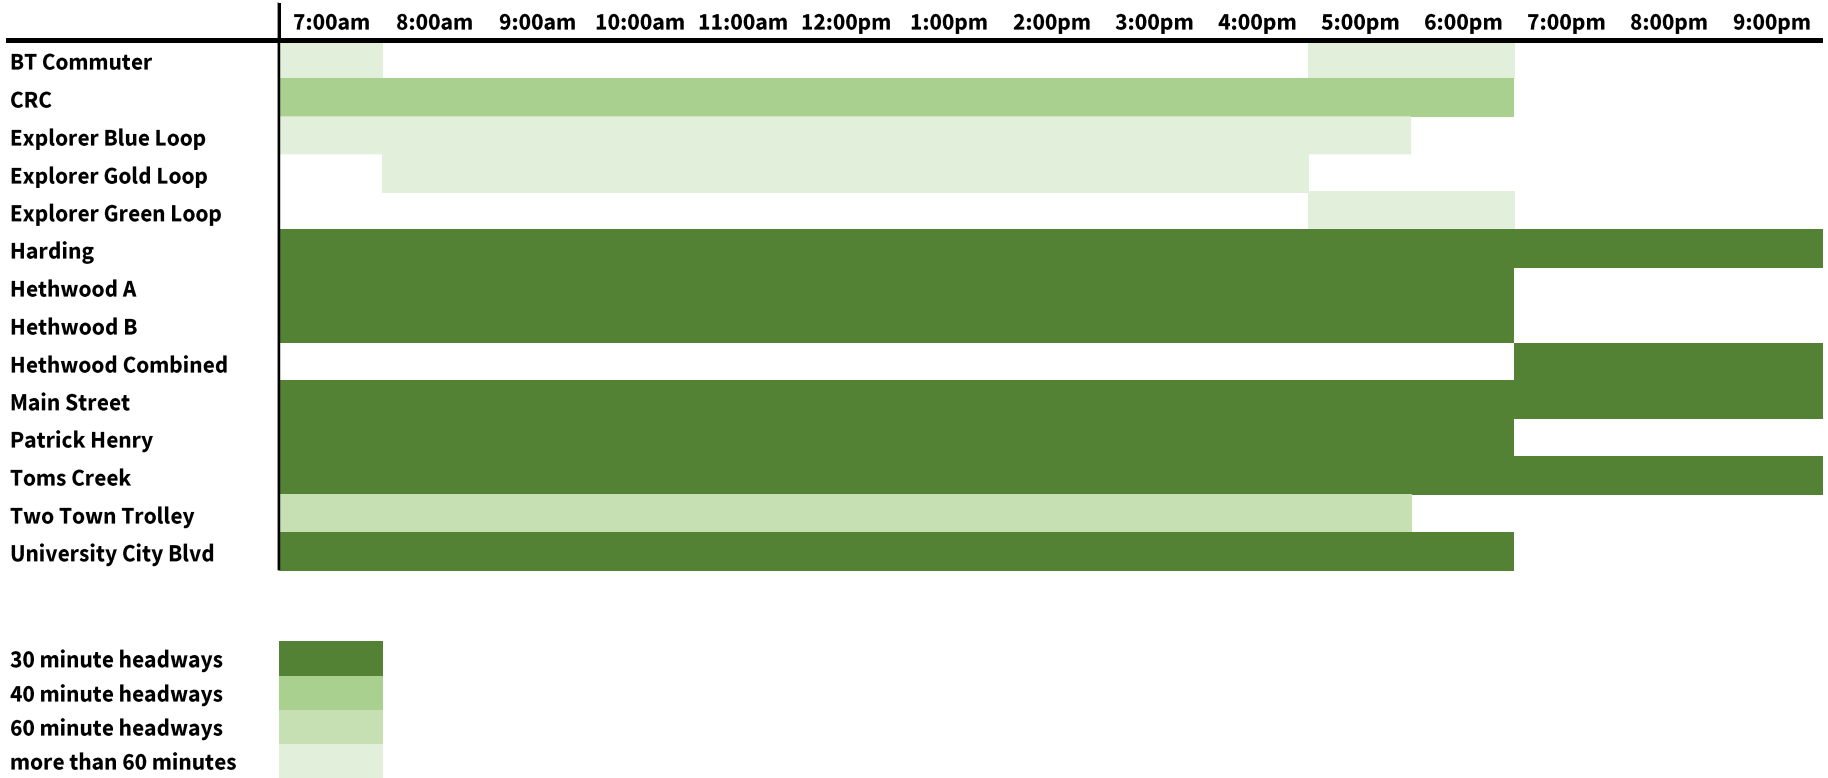 7:00am 8:00am 9:00am 10:00am 11:00am 12:00pm 1:00pm 2:00pm 3:00pm 4:00pm 5:00pm 6:00pm 7:00pm 8:00pm 9:00pm
BT Commuter
CRC
Explorer Blue Loop
Explorer Gold Loop
Explorer Green Loop
Harding
Hethwood A
Hethwood B
Hethwood Combined
Main Street
Patrick Henry
Toms Creek
Two Town Trolley
University City Blvd
30 minute headways
40 minute headways
60 minute headways
more than 60 minutes